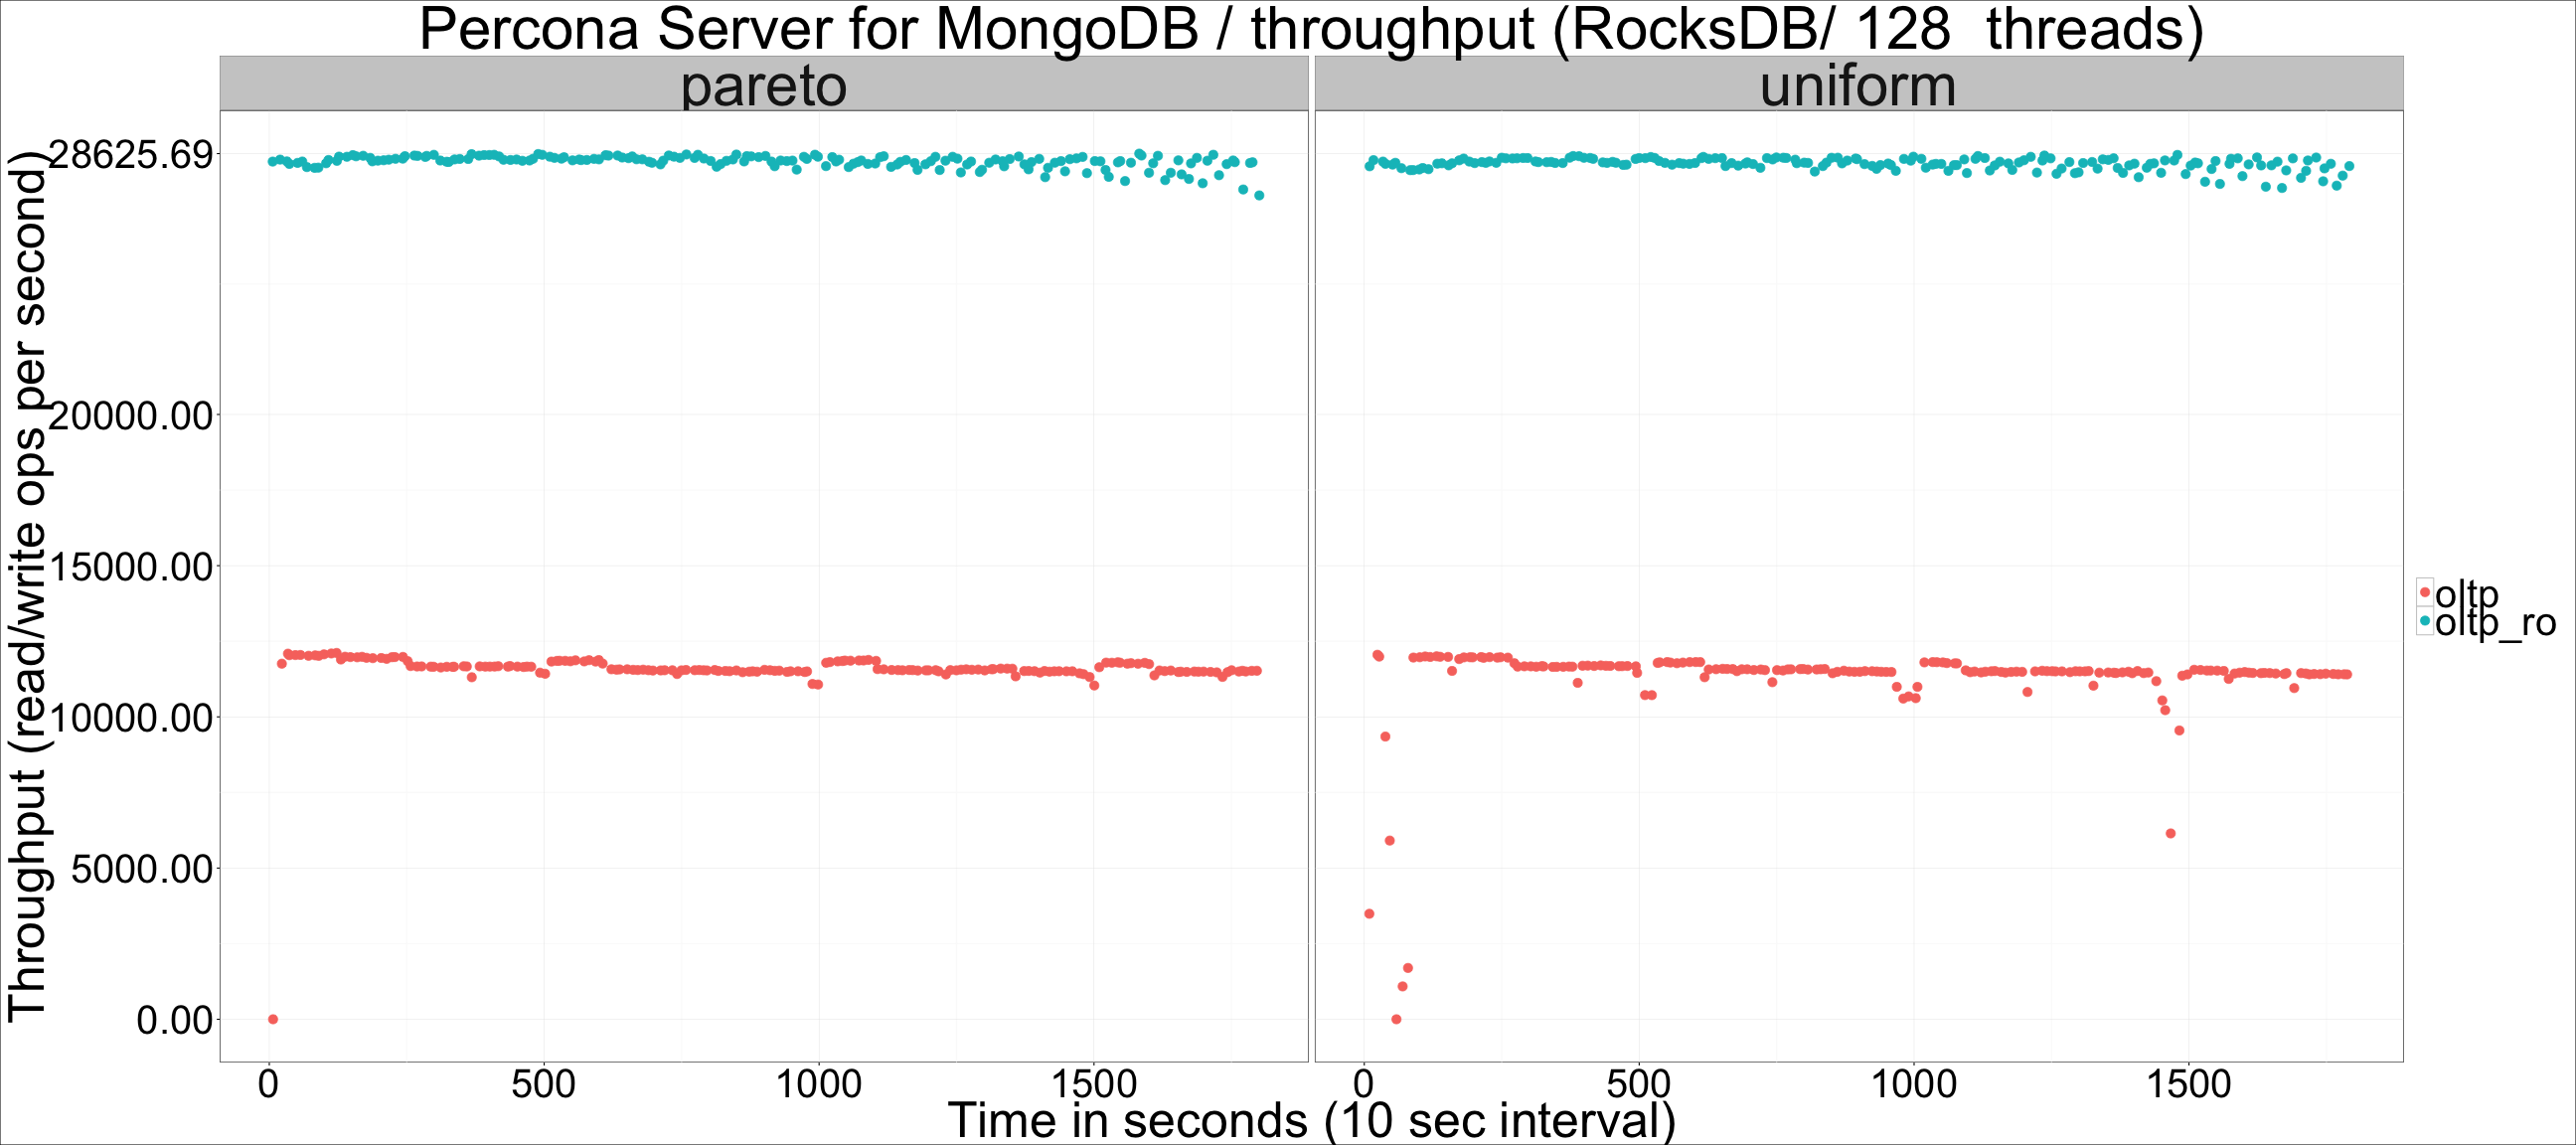 Percona Server for MongoDB / throughput (RocksDB/ 128  threads)
pareto
uniform
Throughput (read/write ops per second)
28625.69
20000.00
15000.00
10000.00
5000.00
0.00
0 500 1000 1500
0 500 1000 1500
Time in seconds (10 sec interval)
oltp
oltp_ro